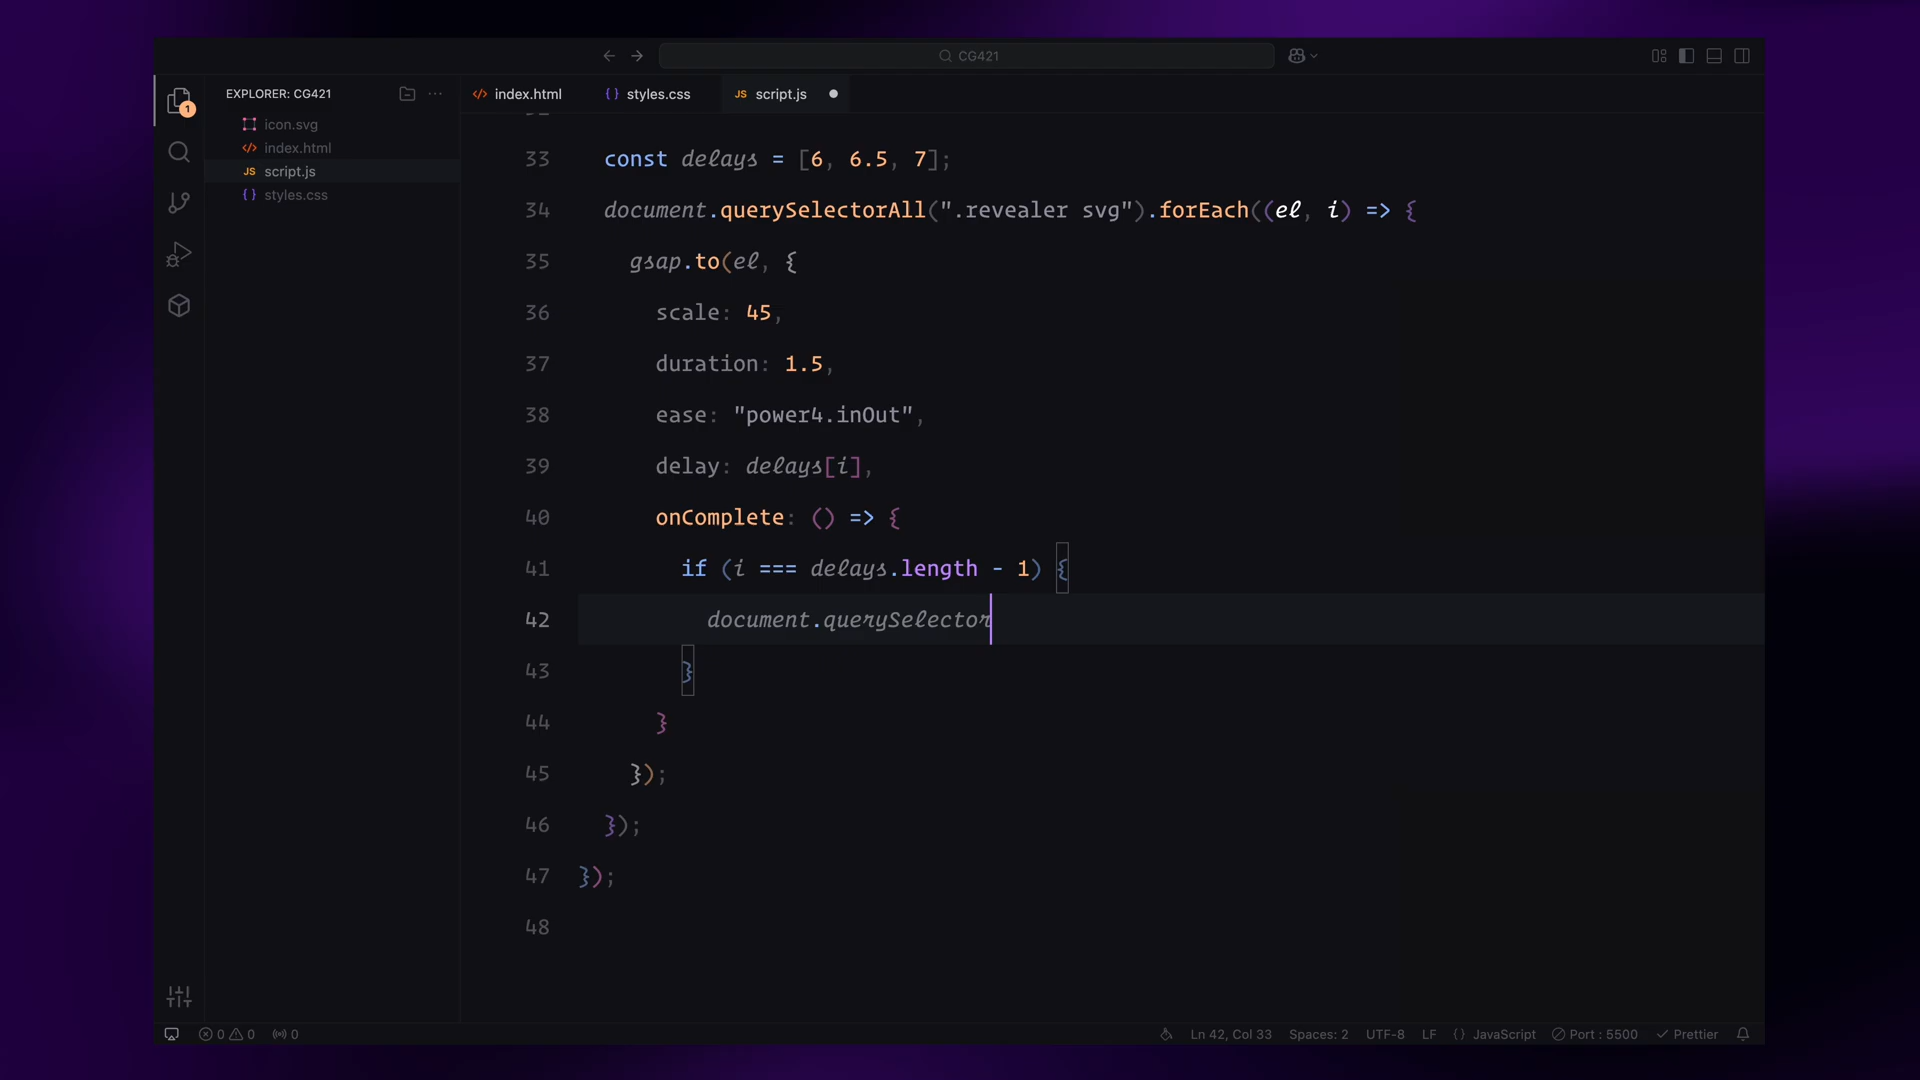 CG421
EXPLORER: CG421
1
icon.svg
index.html
JS script.js
styles.css
index.html
styles.css
JS script.js
33 const delays = [6, 6.5, 7];
34 document.querySelectorAll(".revealer svg").forEach((el, i) => {
35 gsap.to(el, {
36 scale: 45,
37 duration: 1.5,
38 ease: "power4.inOut",
39 delay: delays[i],
40 onComplete: () => {
41 if (i === delays.length - 1) {
42 document.querySelector
43 }
44 }
45 });
46 });
47 });
48
0 0 0
Ln 42, Col 33 Spaces: 2 UTF-8 LF {} JavaScript Port : 5500 Prettier